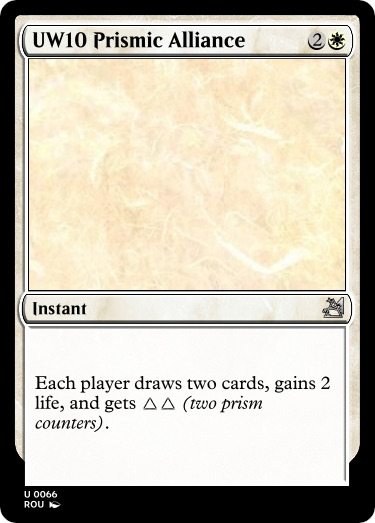 UW10 Prismic Alliance 2
Instant
Each player draws two cards, gains 2
life, and gets △△ (two prism
counters).
U 0066
ROU